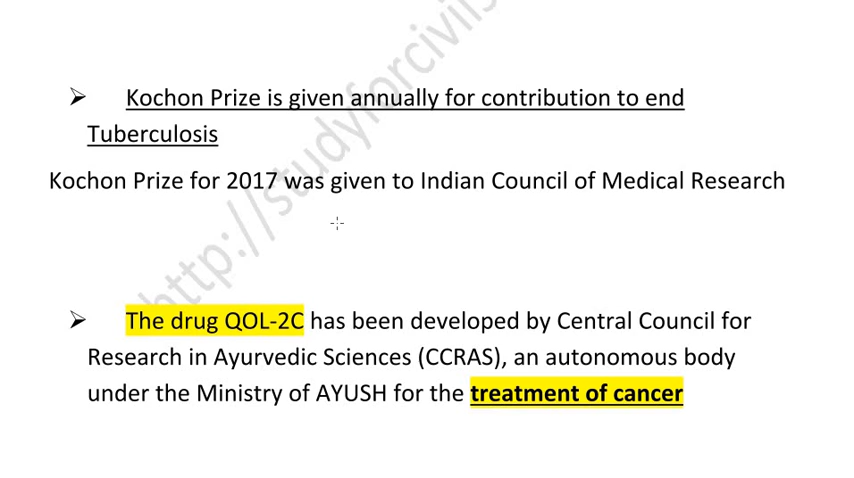 ➢ Kochon Prize is given annually for contribution to end
Tuberculosis
Kochon Prize for 2017 was given to Indian Council of Medical Research
http://studyforcivils
➢ The drug QOL-2C has been developed by Central Council for
Research in Ayurvedic Sciences (CCRAS), an autonomous body
under the Ministry of AYUSH for the treatment of cancer